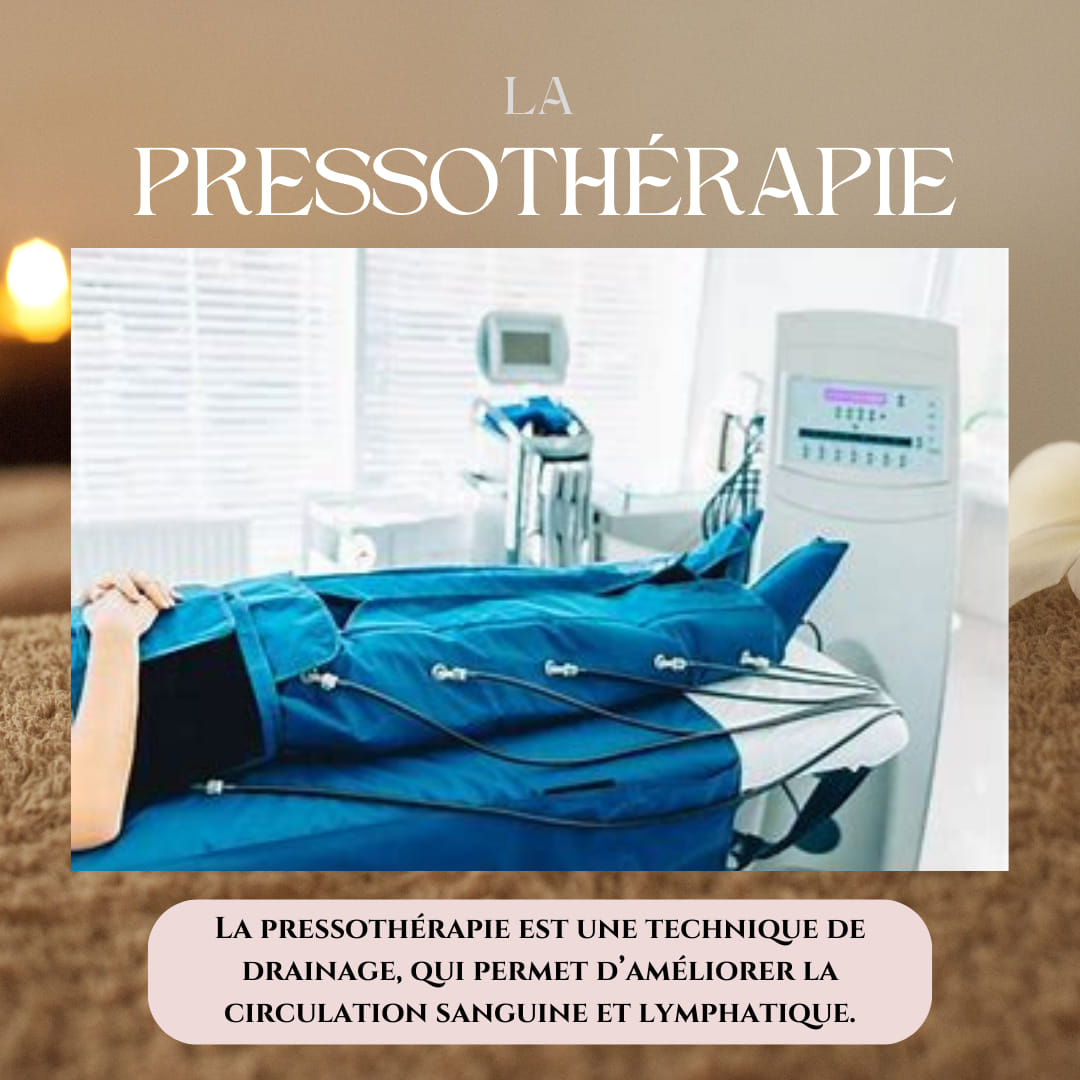 LA
PRESSOTHÉRAPIE
La pressothérapie est une technique de
drainage, qui permet d’améliorer la
circulation sanguine et lymphatique.